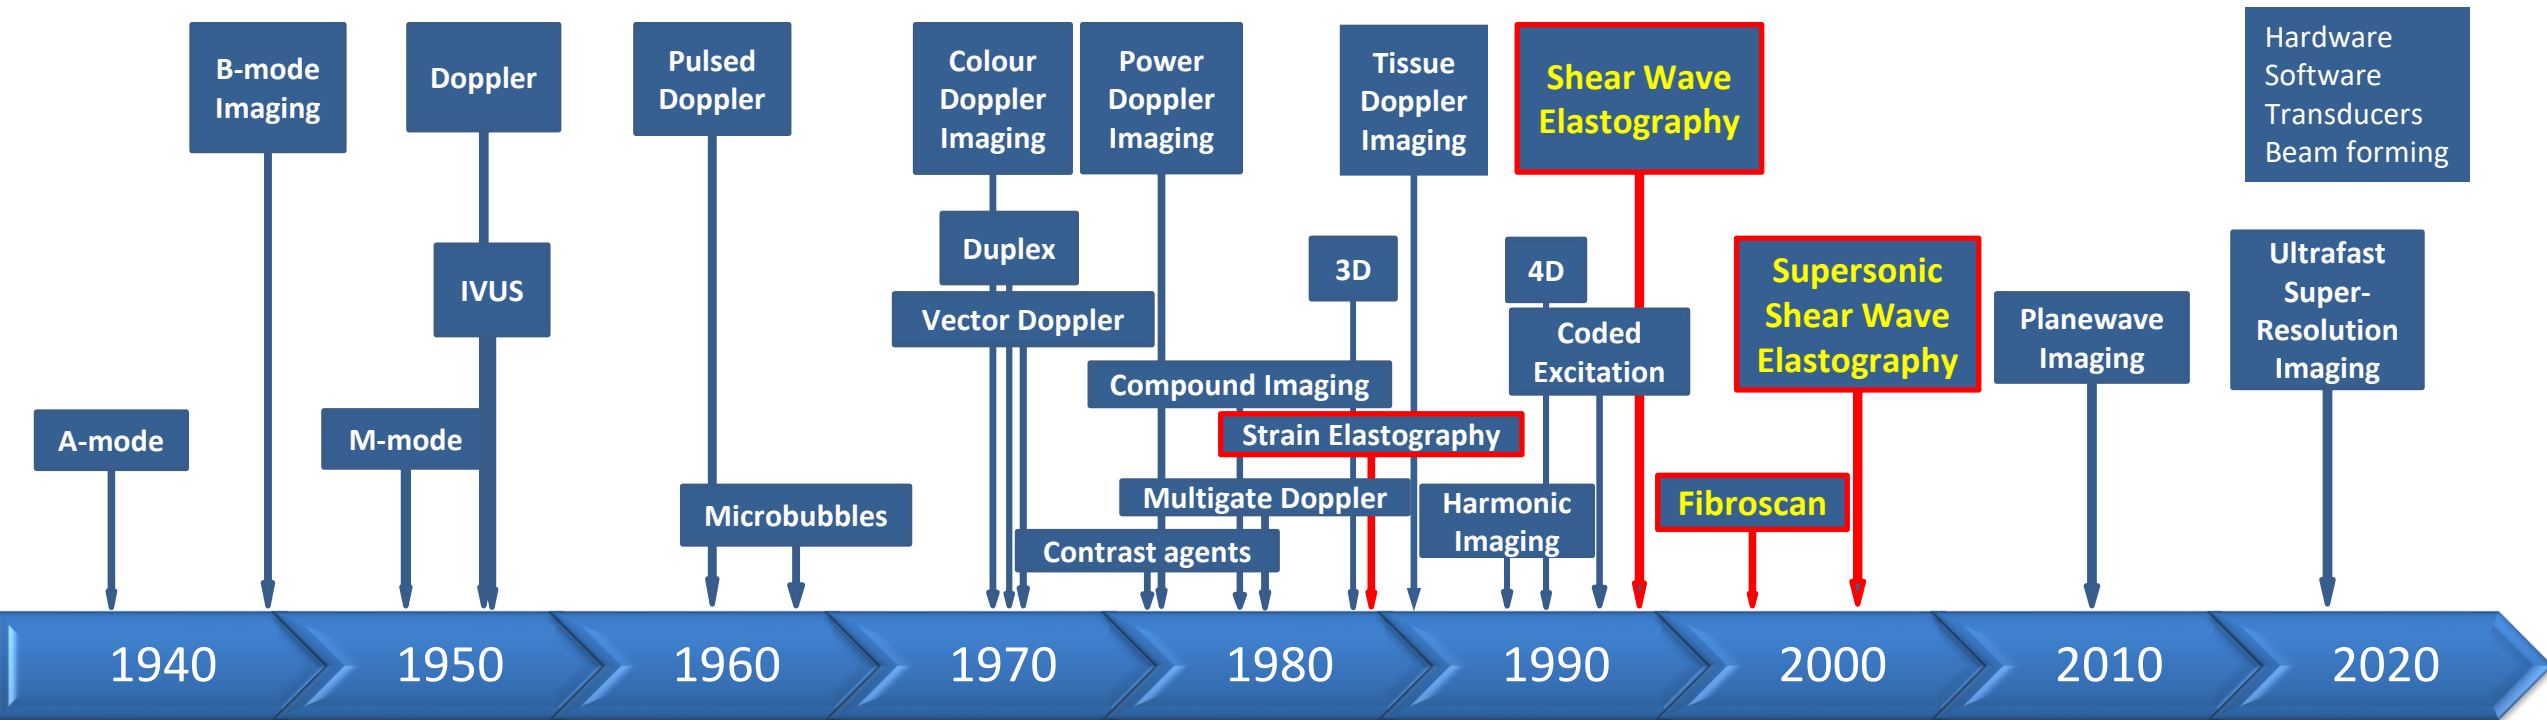 B-mode
Imaging
Doppler
Pulsed
Doppler
Colour
Doppler
Imaging
Power
Doppler
Imaging
Tissue
Doppler
Imaging
Shear Wave
Elastography
Hardware
Software
Transducers
Beam forming
IVUS
Duplex
Vector Doppler
3D
4D
Coded
Excitation
Supersonic
Shear Wave
Elastography
Planewave
Imaging
Ultrafast
Super-
Resolution
Imaging
A-mode
M-mode
Compound Imaging
Strain Elastography
Microbubbles
Multigate Doppler
Contrast agents
Harmonic
Imaging
Fibroscan
1940
1950
1960
1970
1980
1990
2000
2010
2020